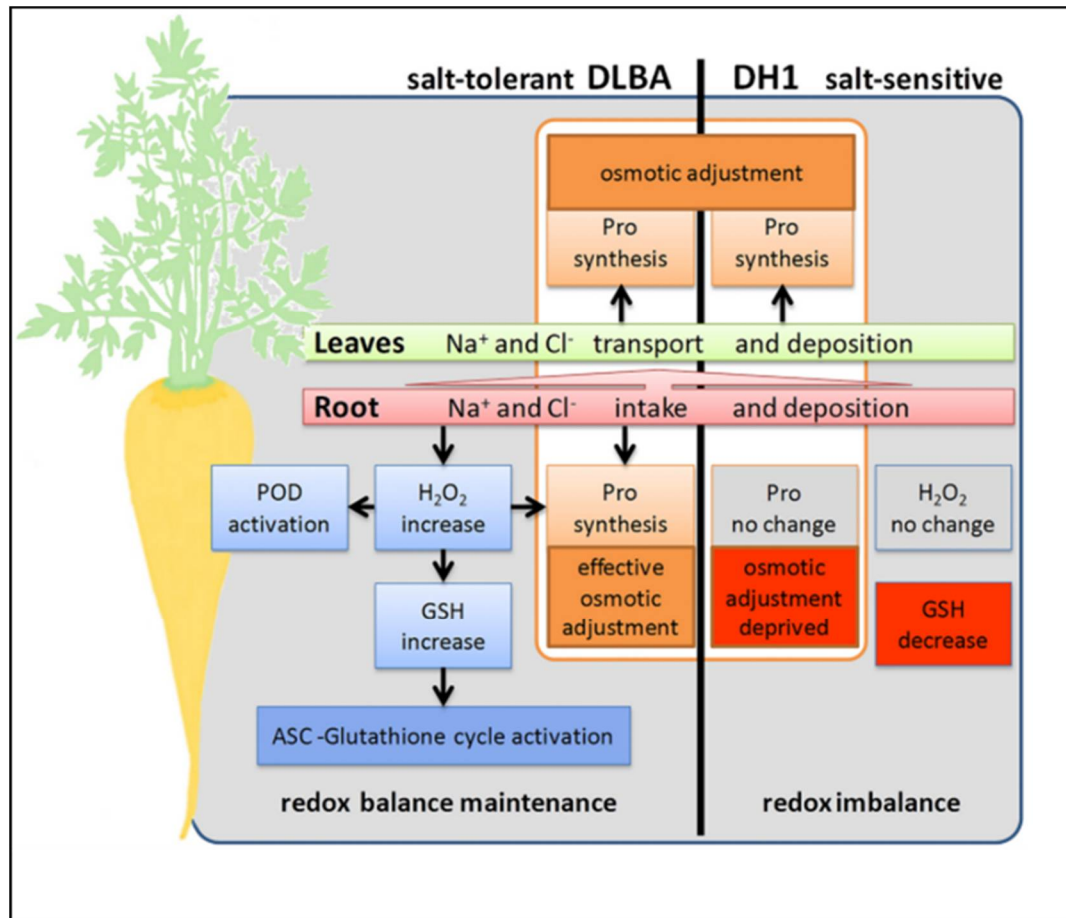 salt-tolerant DLBA DH1 salt-sensitive
osmotic adjustment
Pro
synthesis
Pro
synthesis
Leaves Na⁺ and Cl⁻ transport and deposition
Root Na⁺ and Cl⁻ intake and deposition
POD
activation
H₂O₂
increase
Pro
synthesis
Pro
no change
H₂O₂
no change
effective
osmotic
adjustment
osmotic
adjustment
deprived
GSH
increase
GSH
decrease
ASC -Glutathione cycle activation
redox balance maintenance
redox imbalance